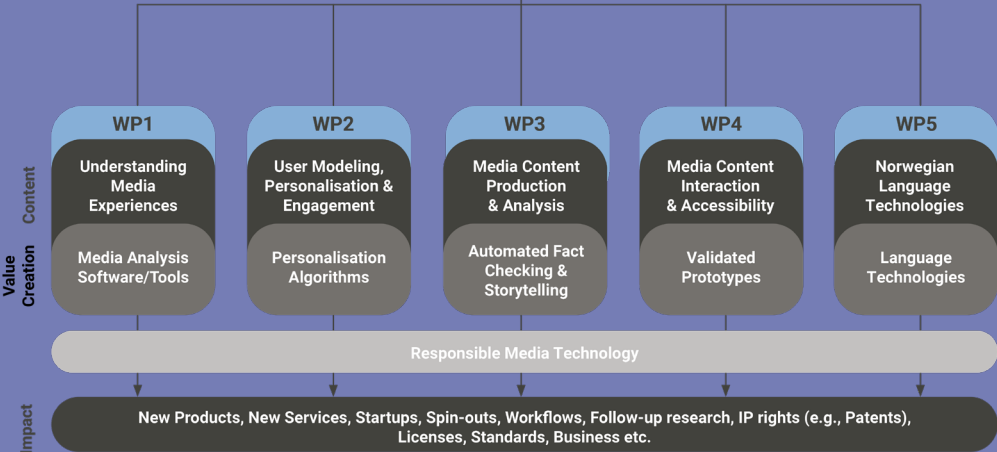 WP1
WP2
WP3
WP4
WP5
Content
Understanding
Media
Experiences
User Modeling,
Personalisation &
Engagement
Media Content
Production
& Analysis
Media Content
Interaction
& Accessibility
Norwegian
Language
Technologies
Value
Creation
Media Analysis
Software/Tools
Personalisation
Algorithms
Automated Fact
Checking &
Storytelling
Validated
Prototypes
Language
Technologies
Responsible Media Technology
Impact
New Products, New Services, Startups, Spin-outs, Workflows, Follow-up research, IP rights (e.g., Patents),
Licenses, Standards, Business etc.